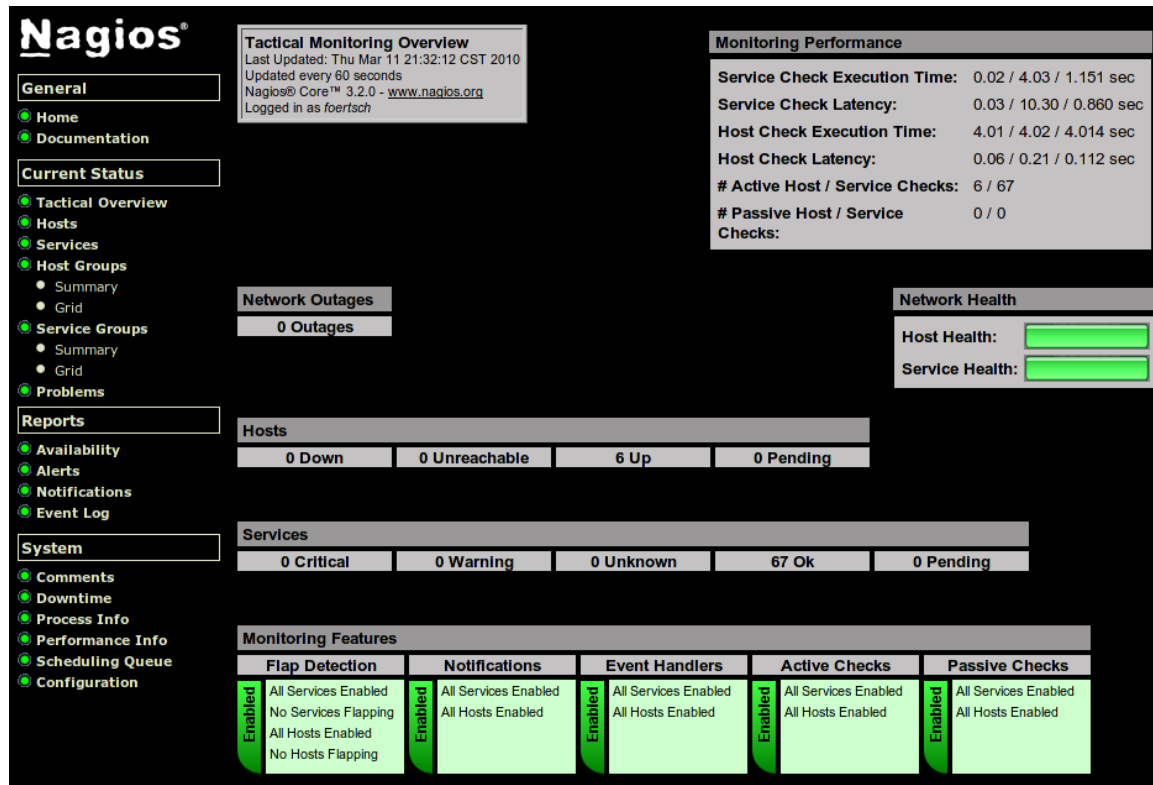 Nagios®
General
Home
Documentation
Current Status
Tactical Overview
Hosts
Services
Host Groups
Summary
Grid
Service Groups
Summary
Grid
Problems
Reports
Availability
Alerts
Notifications
Event Log
System
Comments
Downtime
Process Info
Performance Info
Scheduling Queue
Configuration
Tactical Monitoring Overview
Last Updated: Thu Mar 11 21:32:12 CST 2010
Updated every 60 seconds
Nagios® Core™ 3.2.0 - www.nagios.org
Logged in as foertsch
Monitoring Performance
Service Check Execution Time: 0.02 / 4.03 / 1.151 sec
Service Check Latency: 0.03 / 10.30 / 0.860 sec
Host Check Execution Time: 4.01 / 4.02 / 4.014 sec
Host Check Latency: 0.06 / 0.21 / 0.112 sec
# Active Host / Service Checks: 6 / 67
# Passive Host / Service 0 / 0
Checks:
Network Outages
0 Outages
Network Health
Host Health:
Service Health:
Hosts
0 Down 0 Unreachable 6 Up 0 Pending
Services
0 Critical 0 Warning 0 Unknown 67 Ok 0 Pending
Monitoring Features
Flap Detection Notifications Event Handlers Active Checks Passive Checks
Enabled
All Services Enabled
No Services Flapping
All Hosts Enabled
No Hosts Flapping
Enabled
All Services Enabled
All Hosts Enabled
Enabled
All Services Enabled
All Hosts Enabled
Enabled
All Services Enabled
All Hosts Enabled
Enabled
All Services Enabled
All Hosts Enabled